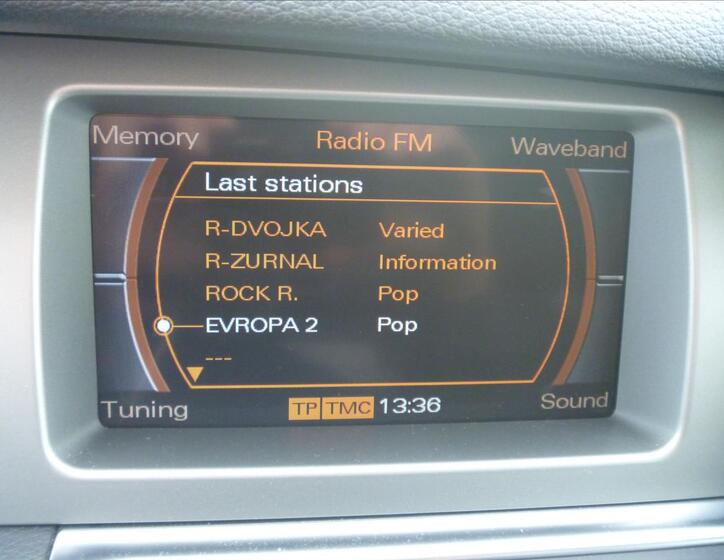 Memory Radio FM Waveband
Last stations
R-DVOJKA Varied
R-ZURNAL Information
ROCK R. Pop
EVROPA 2 Pop
---
Tuning TP TMC 13:36 Sound